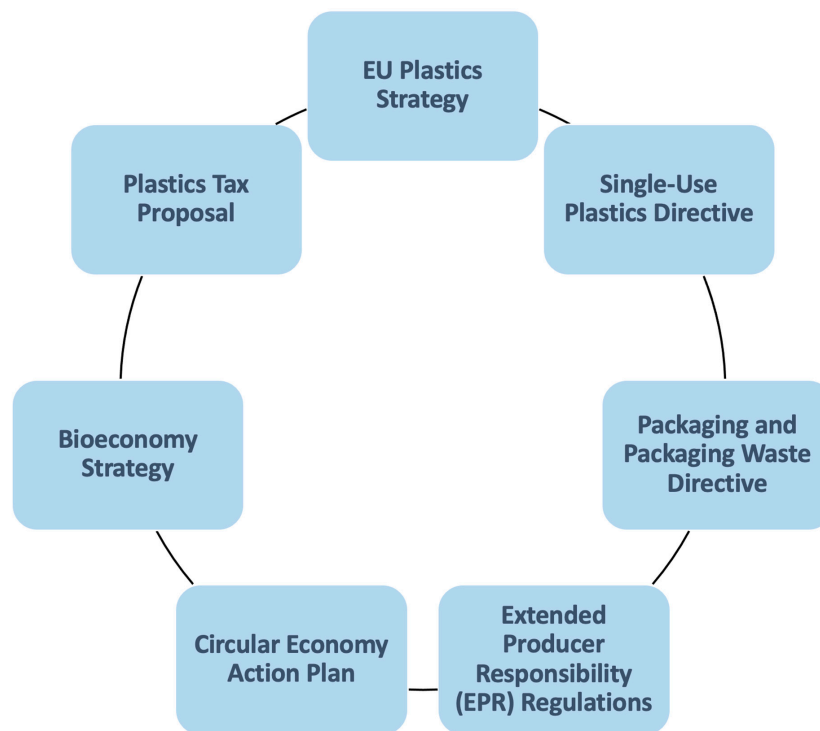 EU Plastics
Strategy
Single-Use
Plastics Directive
Packaging and
Packaging Waste
Directive
Extended
Producer
Responsibility
(EPR) Regulations
Circular Economy
Action Plan
Bioeconomy
Strategy
Plastics Tax
Proposal